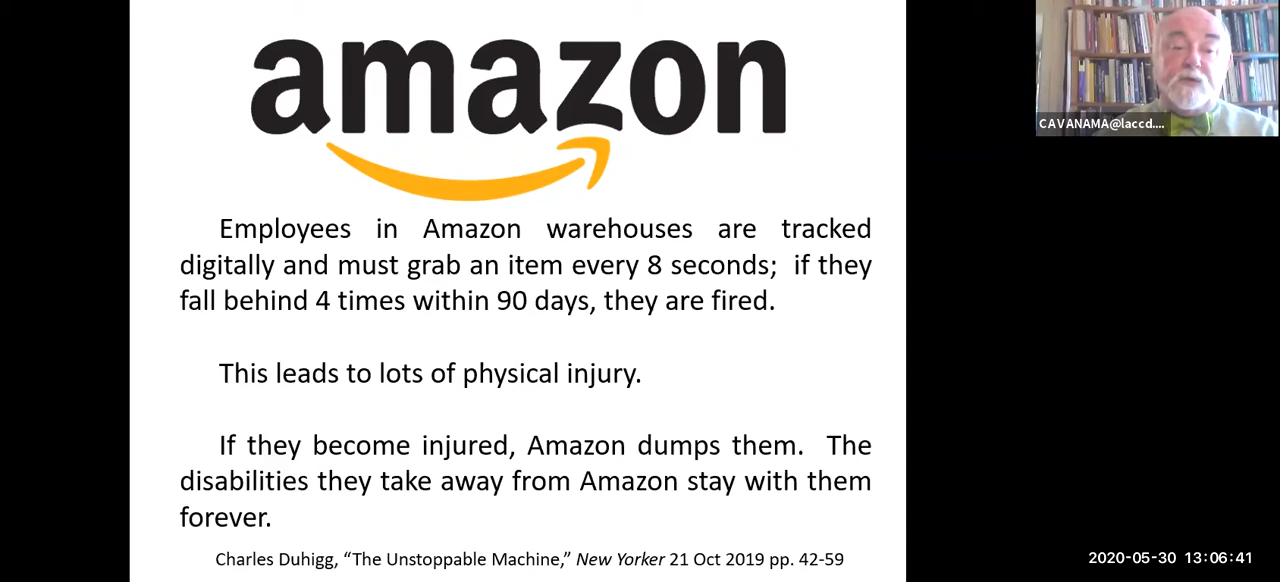 amazon
CAVANAMA@laccd....
Employees in Amazon warehouses are tracked
digitally and must grab an item every 8 seconds; if they
fall behind 4 times within 90 days, they are fired.
This leads to lots of physical injury.
If they become injured, Amazon dumps them. The
disabilities they take away from Amazon stay with them
forever.
Charles Duhigg, “The Unstoppable Machine,” New Yorker 21 Oct 2019 pp. 42-59
2020-05-30 13:06:41